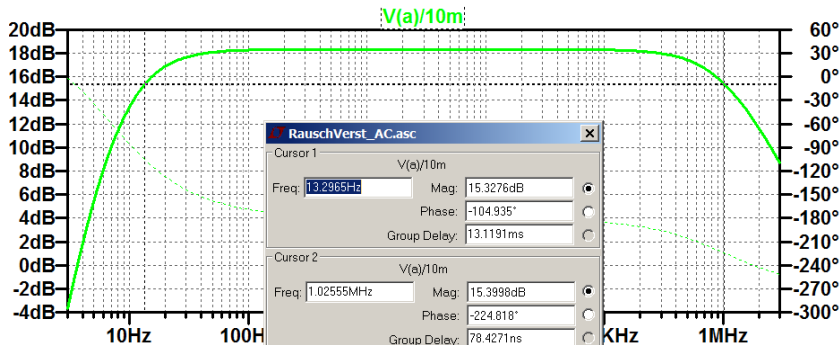 V(a)/10m
20dB
18dB
16dB
14dB
12dB
10dB
8dB
6dB
4dB
2dB
0dB
-2dB
-4dB
60°
30°
0°
-30°
-60°
-90°
-120°
-150°
-180°
-210°
-240°
-270°
-300°
RauschVerst_AC.asc
Cursor 1
V(a)/10m
Freq: 13.2965Hz Mag: 15.3276dB
Phase: -104.935°
Group Delay: 13.1191ms
Cursor 2
V(a)/10m
Freq: 1.02555MHz Mag: 15.3998dB
Phase: -224.818°
Group Delay: 78.4271ns
10Hz 100H KHz 1MHz